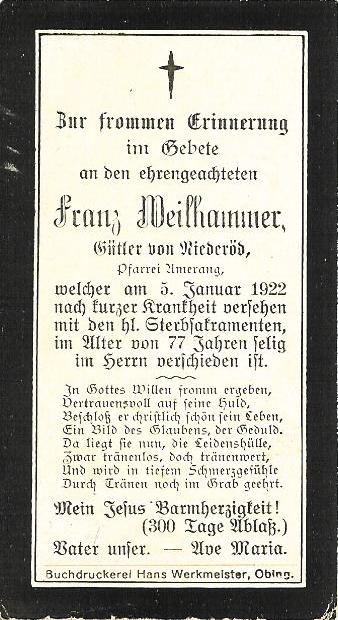 Zur frommen Erinnerung
im Gebete
an den ehrengeachteten
Franz Weilhammer,
Gütler von Niederöd,
Pfarrei Amerang,
welcher am 5. Januar 1922
nach kurzer Krankheit versehen
mit den hl. Sterbsakramenten,
im Alter von 77 Jahren selig
im Herrn verschieden ist.
In Gottes Willen fromm ergeben,
Vertrauensvoll auf seine Huld,
Beschloß er christlich schön sein Leben,
Ein Bild des Glaubens, der Geduld.
Da liegt sie nun, die Leidenshülle,
Zwar tränenlos, doch tränenwert,
Und wird in tiefem Schmerzgefühle
Durch Tränen noch im Grab geehrt.
Mein Jesus Barmherzigkeit!
(300 Tage Ablaß.)
Vater unser. — Ave Maria.
Buchdruckerei Hans Werkmeister, Obing.